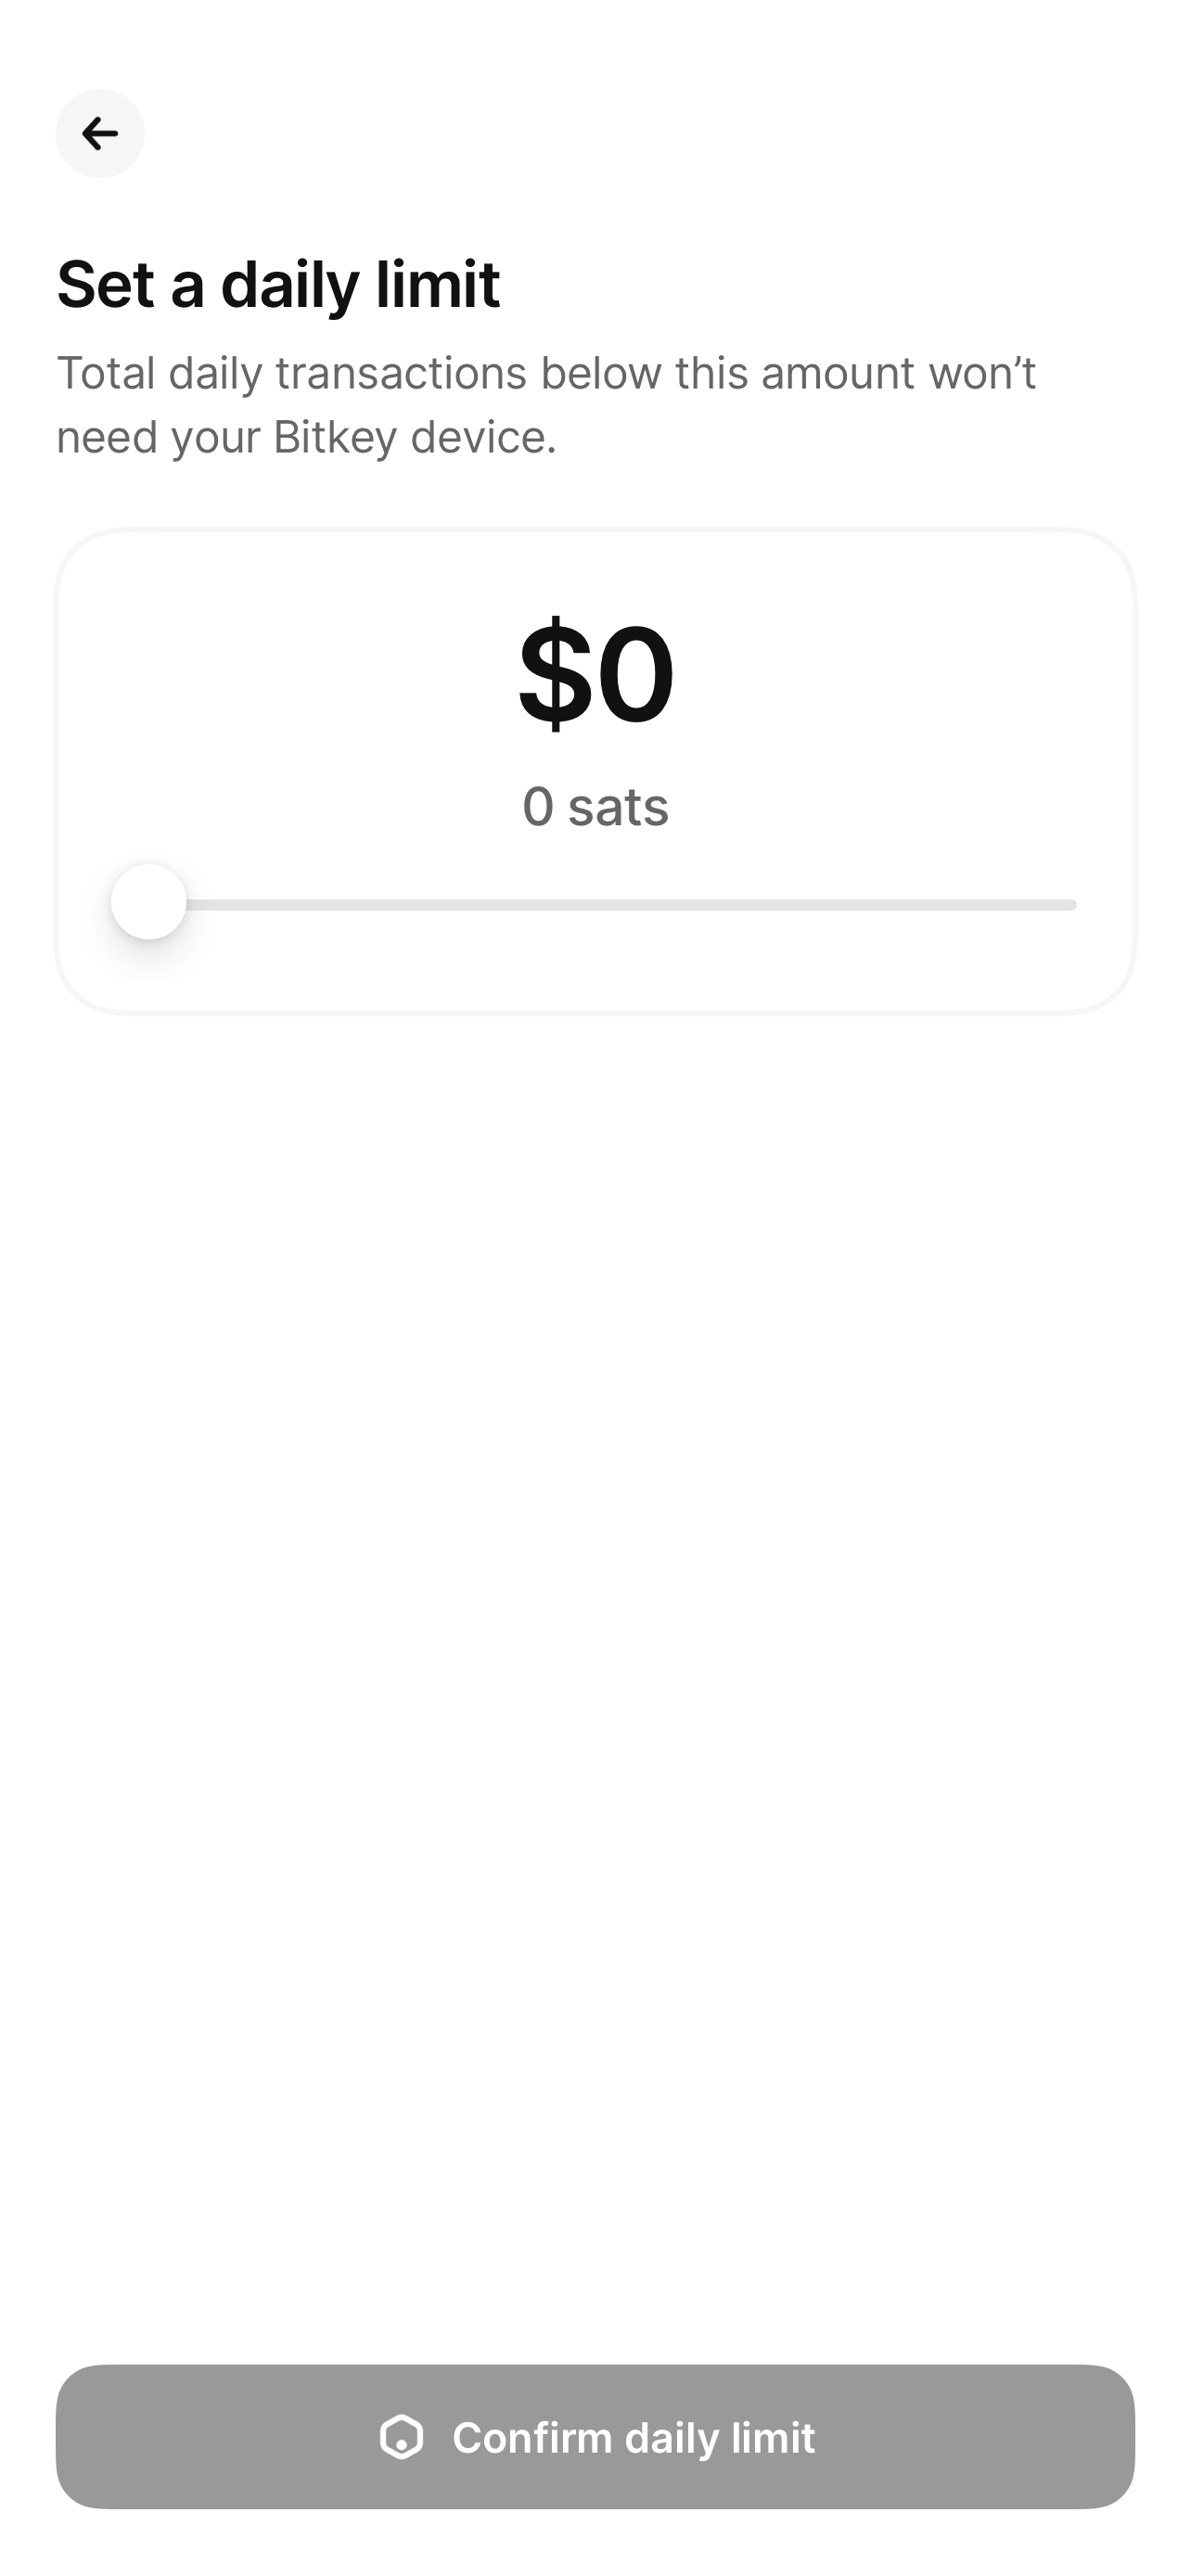 Set a daily limit
Total daily transactions below this amount won’t
need your Bitkey device.
$0
0 sats
Confirm daily limit